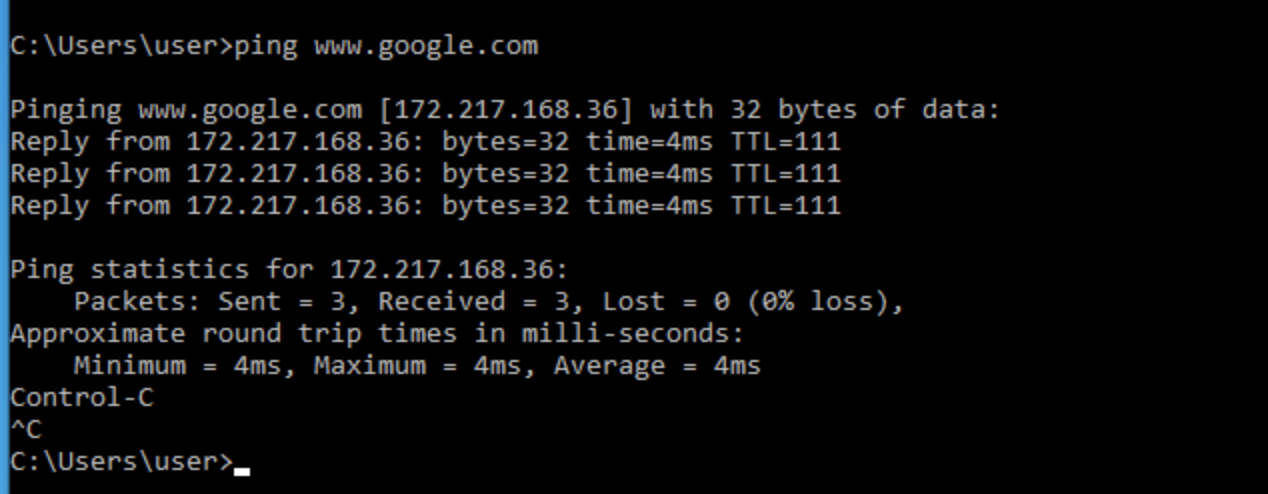 C:\Users\user>ping www.google.com
Pinging www.google.com [172.217.168.36] with 32 bytes of data:
Reply from 172.217.168.36: bytes=32 time=4ms TTL=111
Reply from 172.217.168.36: bytes=32 time=4ms TTL=111
Reply from 172.217.168.36: bytes=32 time=4ms TTL=111
Ping statistics for 172.217.168.36:
    Packets: Sent = 3, Received = 3, Lost = 0 (0% loss),
Approximate round trip times in milli-seconds:
    Minimum = 4ms, Maximum = 4ms, Average = 4ms
Control-C
^C
C:\Users\user>